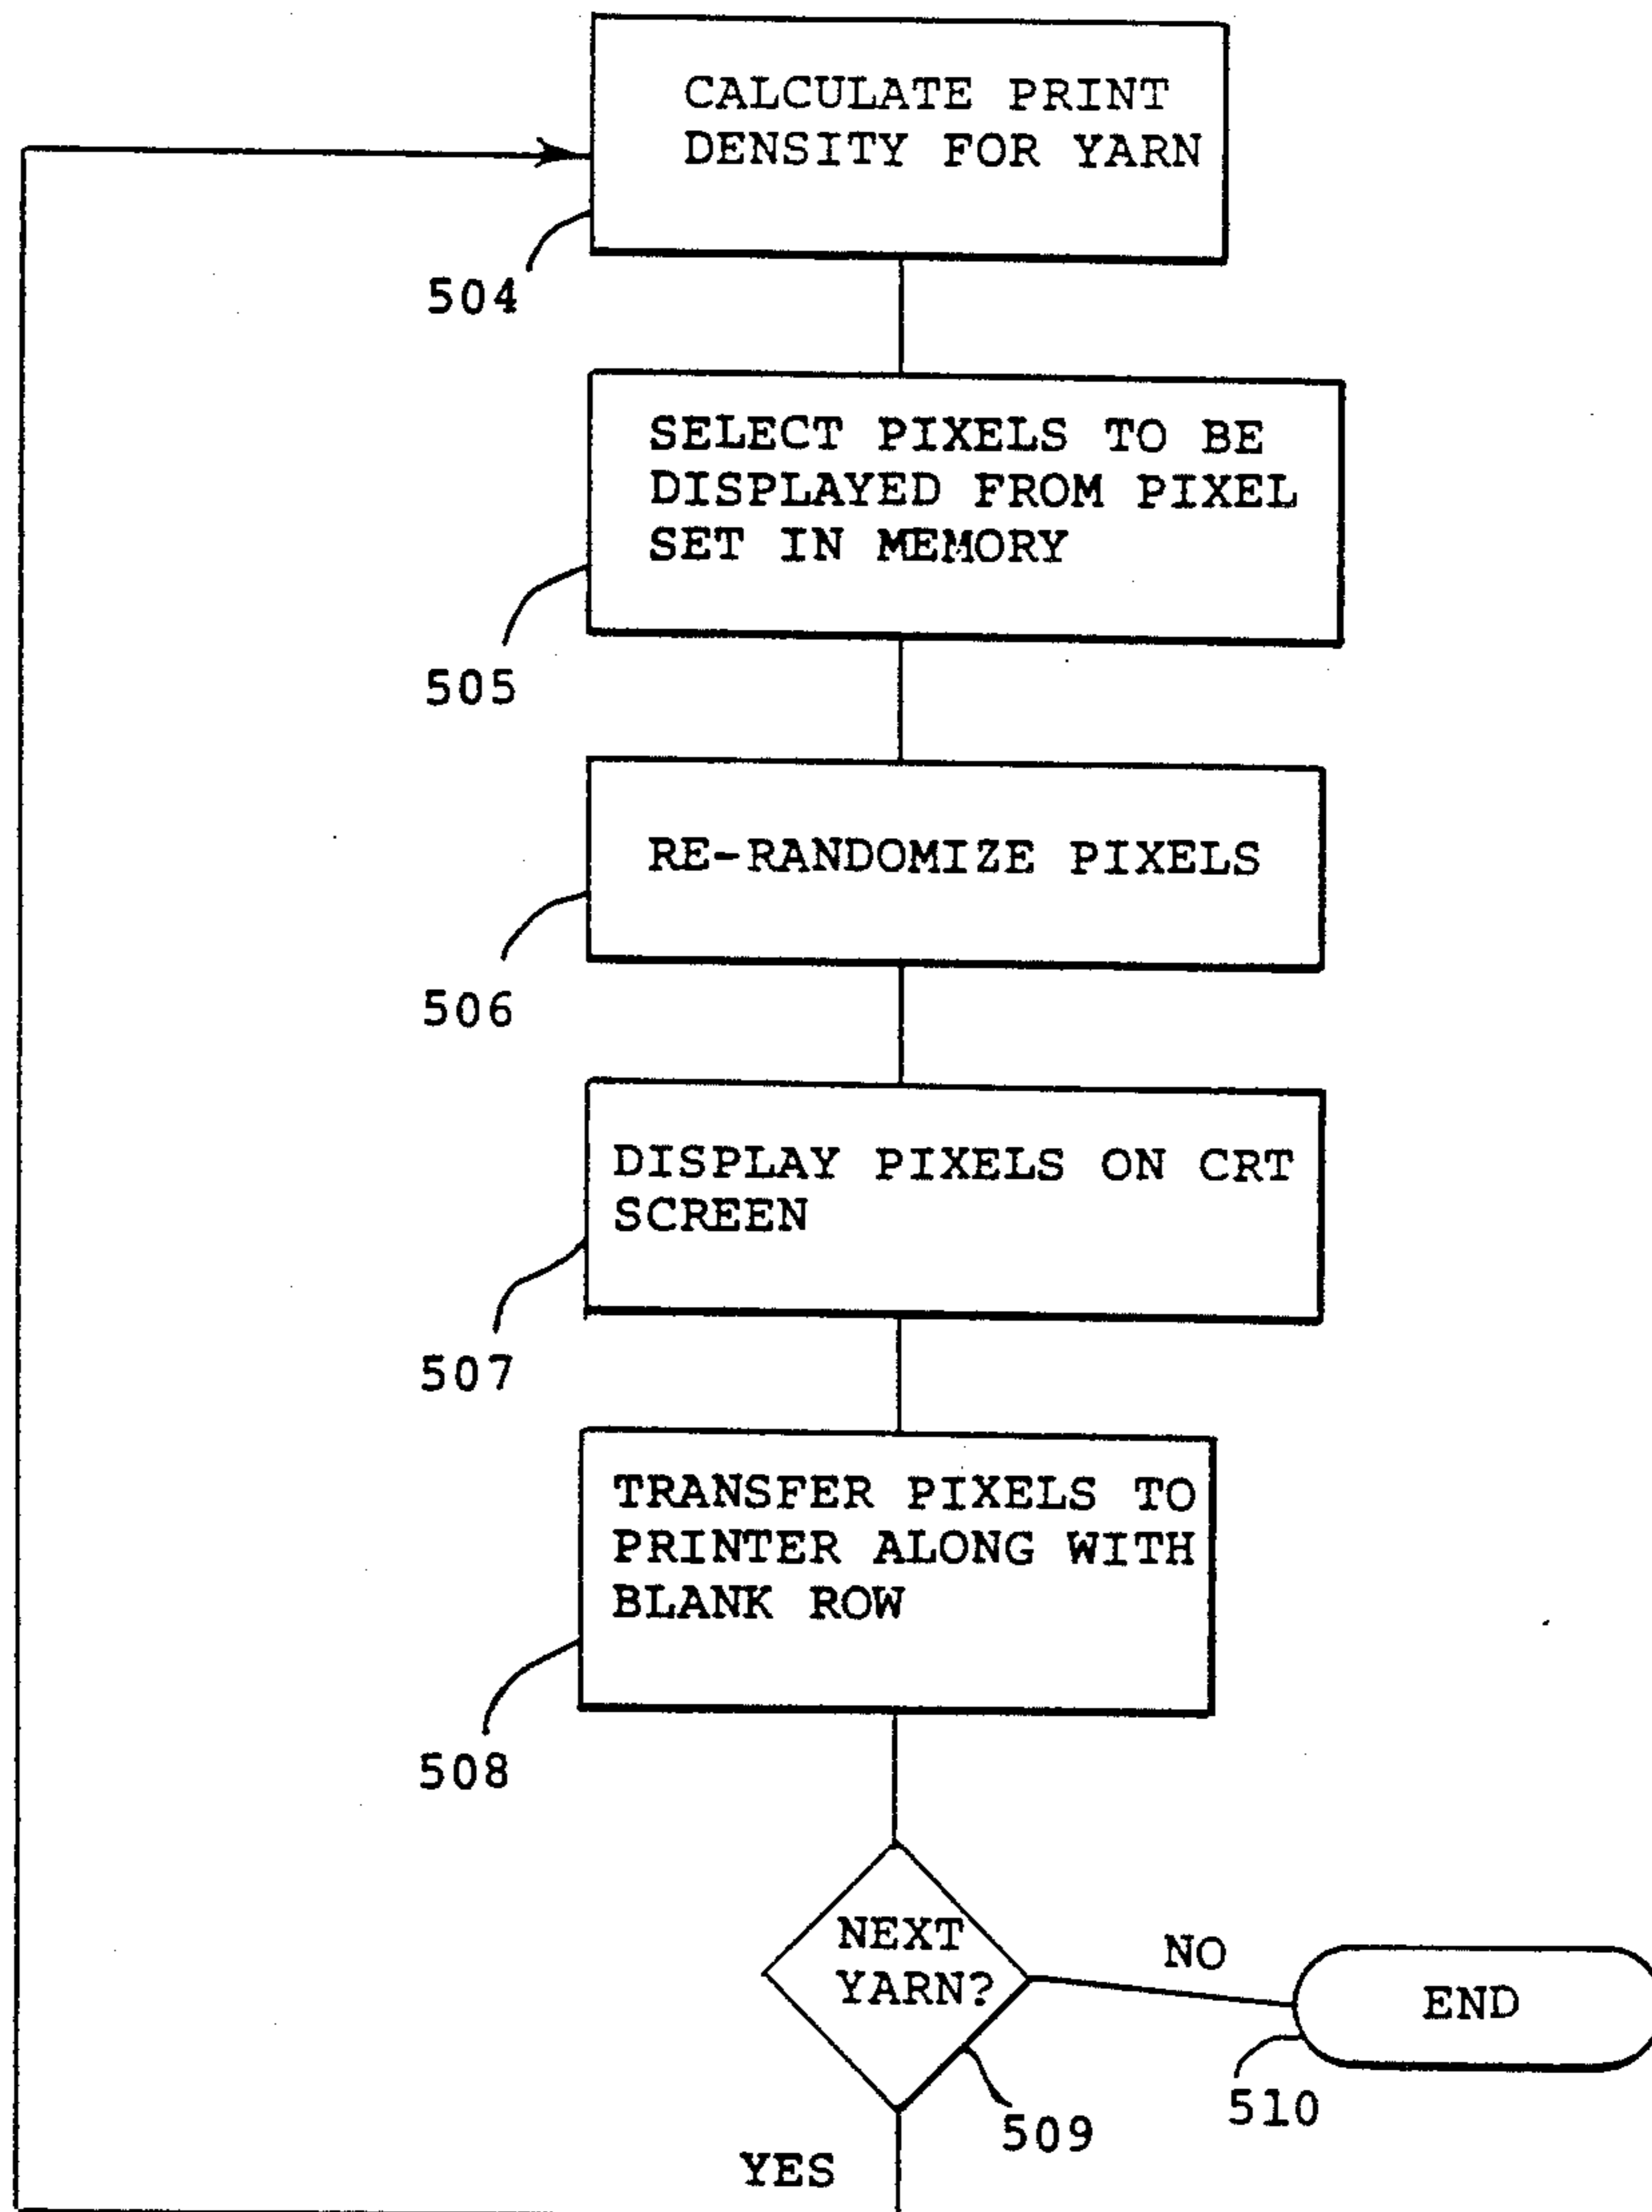 CALCULATE PRINT
DENSITY FOR YARN
504
SELECT PIXELS TO BE
DISPLAYED FROM PIXEL
SET IN MEMORY
505
RE-RANDOMIZE PIXELS
506
DISPLAY PIXELS ON CRT
SCREEN
507
TRANSFER PIXELS TO
PRINTER ALONG WITH
BLANK ROW
508
NEXT
YARN?
NO
END
510
509
YES